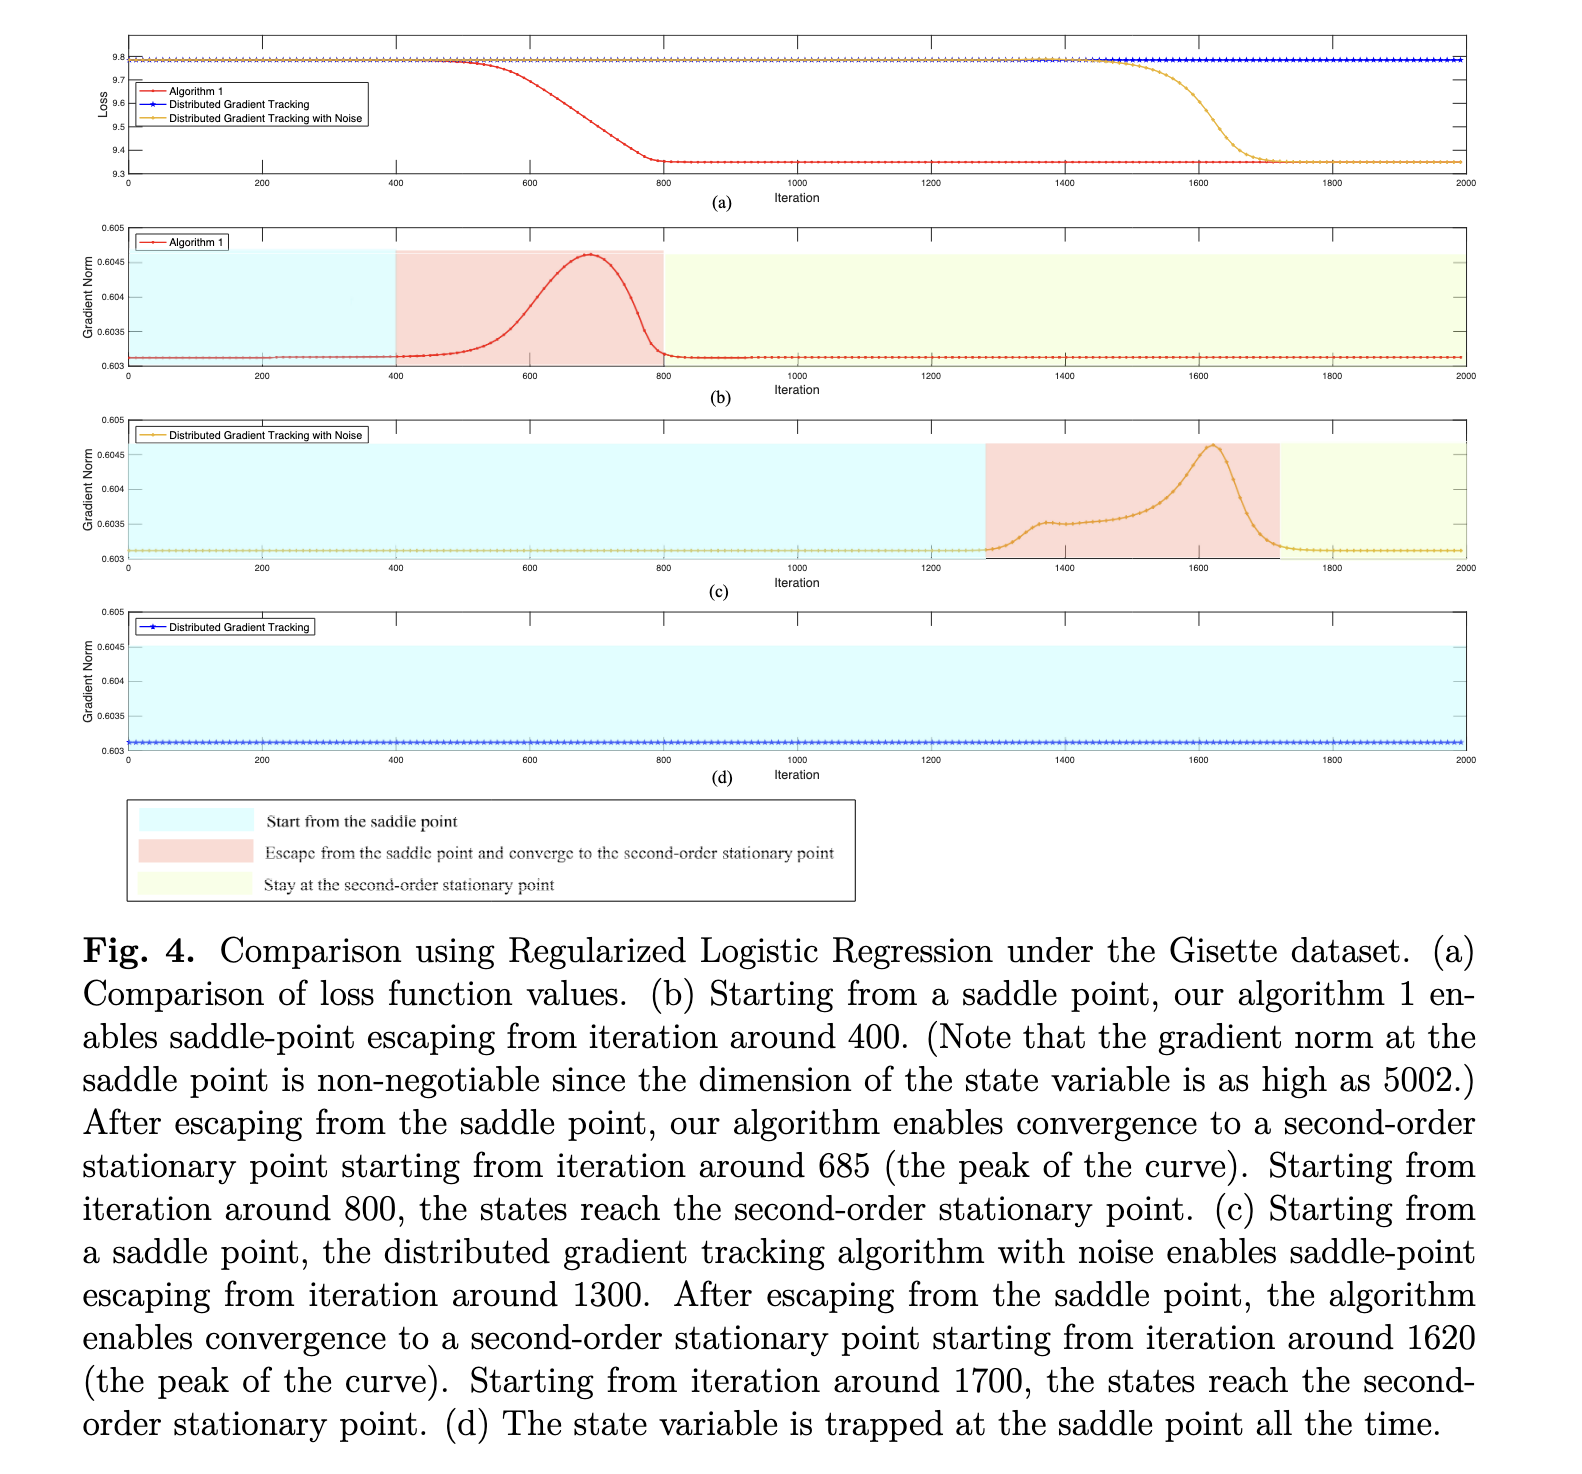 9.8
9.7
9.6
9.5
9.4
9.3
Loss
Algorithm 1
Distributed Gradient Tracking
Distributed Gradient Tracking with Noise
0 200 400 600 800 1000 1200 1400 1600 1800 2000
Iteration
(a)
0.605
0.6045
0.604
0.6035
0.603
Gradient Norm
Algorithm 1
0 200 400 600 800 1000 1200 1400 1600 1800 2000
Iteration
(b)
0.605
0.6045
0.604
0.6035
0.603
Gradient Norm
Distributed Gradient Tracking with Noise
0 200 400 600 800 1000 1200 1400 1600 1800 2000
Iteration
(c)
0.605
0.6045
0.604
0.6035
0.603
Gradient Norm
Distributed Gradient Tracking
0 200 400 600 800 1000 1200 1400 1600 1800 2000
Iteration
(d)
Start from the saddle point
Escape from the saddle point and converge to the second-order stationary point
Stay at the second-order stationary point
Fig. 4. Comparison using Regularized Logistic Regression under the Gisette dataset. (a)
Comparison of loss function values. (b) Starting from a saddle point, our algorithm 1 en-
ables saddle-point escaping from iteration around 400. (Note that the gradient norm at the
saddle point is non-negotiable since the dimension of the state variable is as high as 5002.)
After escaping from the saddle point, our algorithm enables convergence to a second-order
stationary point starting from iteration around 685 (the peak of the curve). Starting from
iteration around 800, the states reach the second-order stationary point. (c) Starting from
a saddle point, the distributed gradient tracking algorithm with noise enables saddle-point
escaping from iteration around 1300. After escaping from the saddle point, the algorithm
enables convergence to a second-order stationary point starting from iteration around 1620
(the peak of the curve). Starting from iteration around 1700, the states reach the second-
order stationary point. (d) The state variable is trapped at the saddle point all the time.